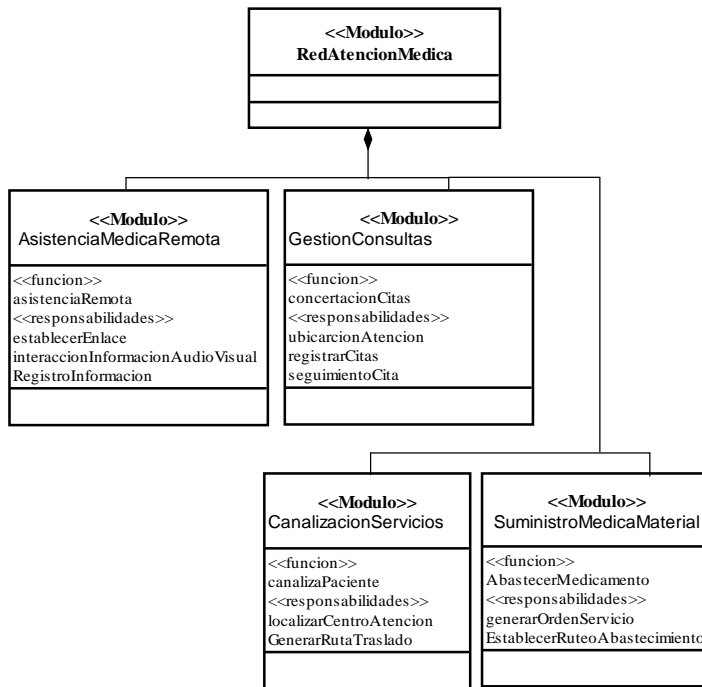 <<Modulo>>
RedAtencionMedica
<<Modulo>>
AsistenciaMedicaRemota
<<funcion>>
asistenciaRemota
<<responsabilidades>>
establecerEnlace
interaccionInformacionAudioVisual
RegistroInformacion
<<Modulo>>
GestionConsultas
<<funcion>>
concertacionCitas
<<responsabilidades>>
ubicarcionAtencion
registrarCitas
seguimientoCita
<<Modulo>>
CanalizacionServicios
<<funcion>>
canalizaPaciente
<<responsabilidades>>
localizarCentroAtencion
GenerarRutaTraslado
<<Modulo>>
SuministroMedicaMaterial
<<funcion>>
AbastecerMedicamento
<<responsabilidades>>
generarOrdenServicio
EstablecerRuteoAbastecimiento